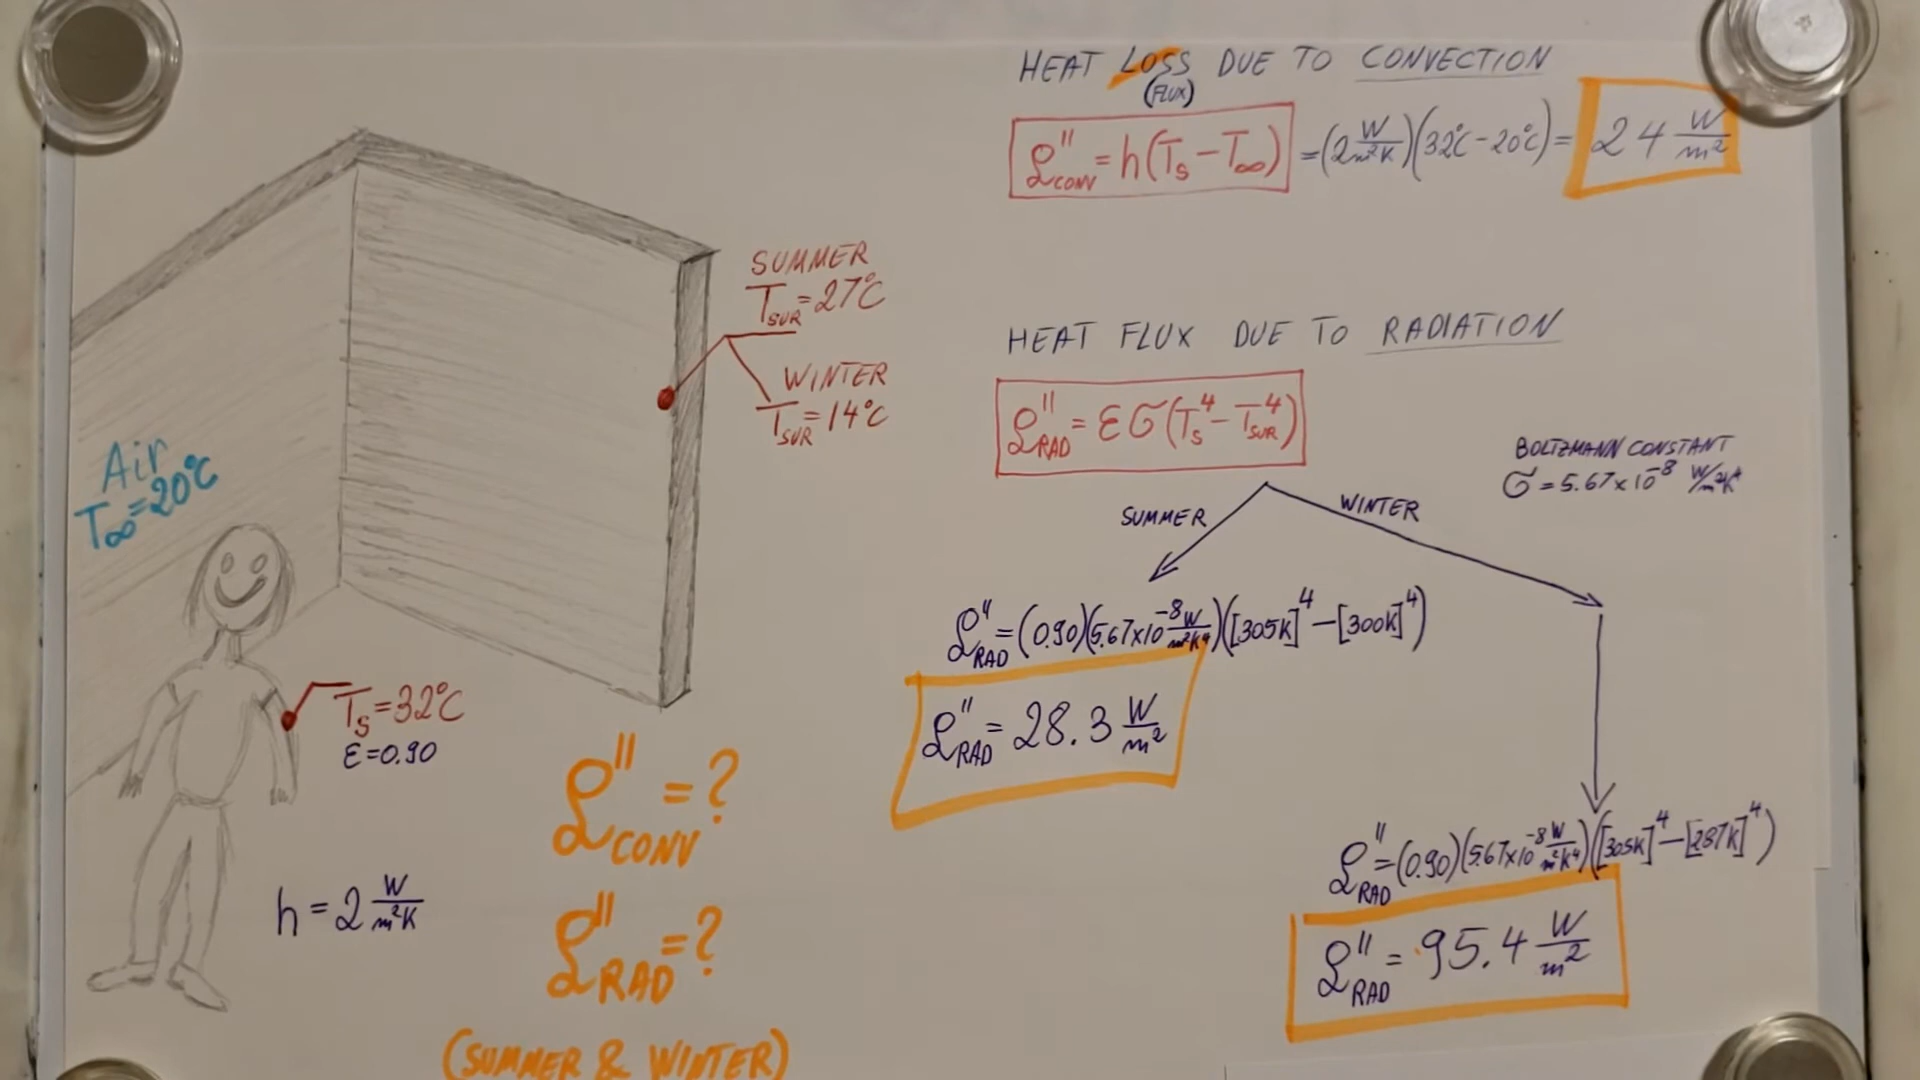 HEAT LOSS DUE TO CONVECTION
(FLUX)
q''CONV = h(Ts - T∞) = (2 W/m²K)(32°C - 20°C) = 24 W/m²
SUMMER
TSUR = 27°C
WINTER
TSUR = 14°C
Air
T∞ = 20°C
Ts = 32°C
ε = 0.90
h = 2 W/m²K
q''CONV = ?
q''RAD = ?
(SUMMER & WINTER)
HEAT FLUX DUE TO RADIATION
q''RAD = εσ(Ts⁴ - TSUR⁴)
BOLTZMANN CONSTANT
σ = 5.67 x 10⁻⁸ W/m²K⁴
SUMMER
WINTER
q''RAD = (0.90)(5.67x10⁻⁸ W/m²K⁴)([305K]⁴ - [300K]⁴)
q''RAD = 28.3 W/m²
q''RAD = (0.90)(5.67x10⁻⁸ W/m²K⁴)([305K]⁴ - [287K]⁴)
q''RAD = 95.4 W/m²